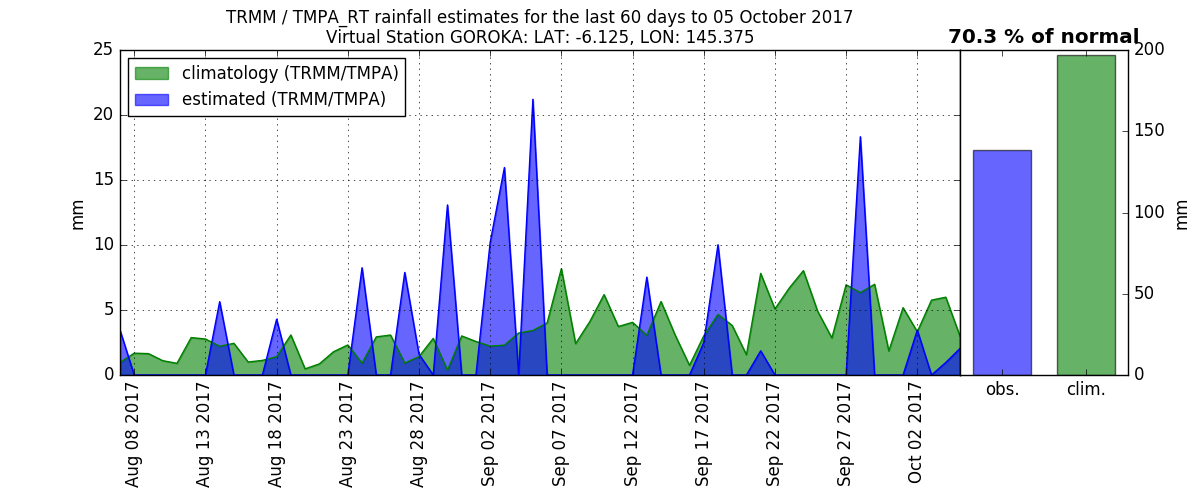 TRMM / TMPA_RT rainfall estimates for the last 60 days to 05 October 2017
Virtual Station GOROKA: LAT: -6.125, LON: 145.375
70.3 % of normal
climatology (TRMM/TMPA)
estimated (TRMM/TMPA)
25
20
15
10
5
0
mm
200
150
100
50
0
mm
obs.
clim.
Aug 08 2017
Aug 13 2017
Aug 18 2017
Aug 23 2017
Aug 28 2017
Sep 02 2017
Sep 07 2017
Sep 12 2017
Sep 17 2017
Sep 22 2017
Sep 27 2017
Oct 02 2017